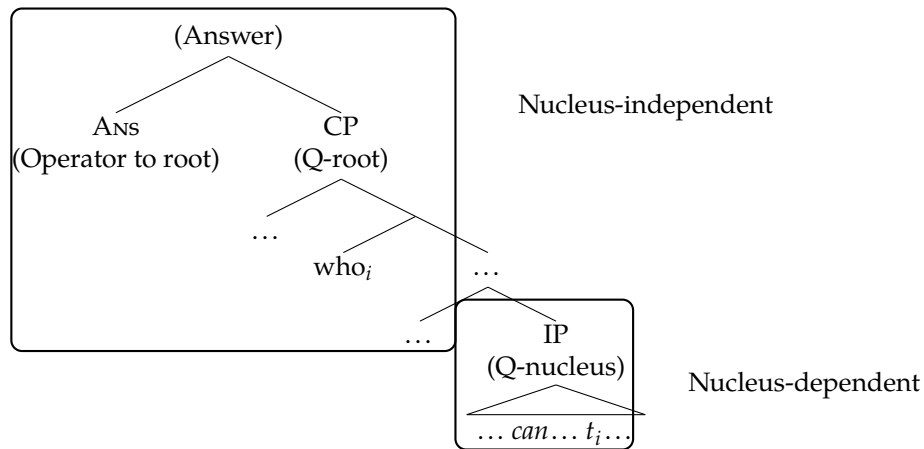 (Answer)
Nucleus-independent
Ans CP
(Operator to root) (Q-root)
...
who_i ...
... IP
(Q-nucleus)
Nucleus-dependent
... can... t_i...